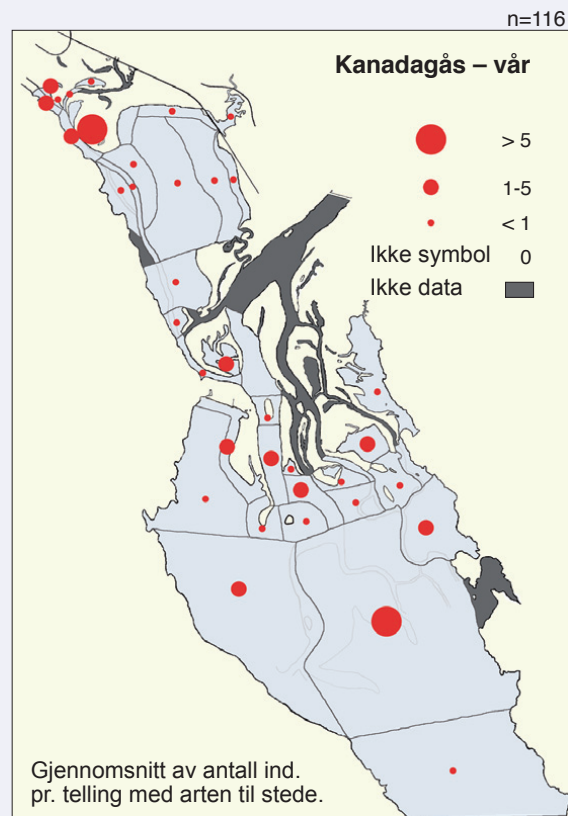 n=116
Kanadagås – vår
> 5
1-5
< 1
Ikke symbol 0
Ikke data
Gjennomsnitt av antall ind.
pr. telling med arten til stede.